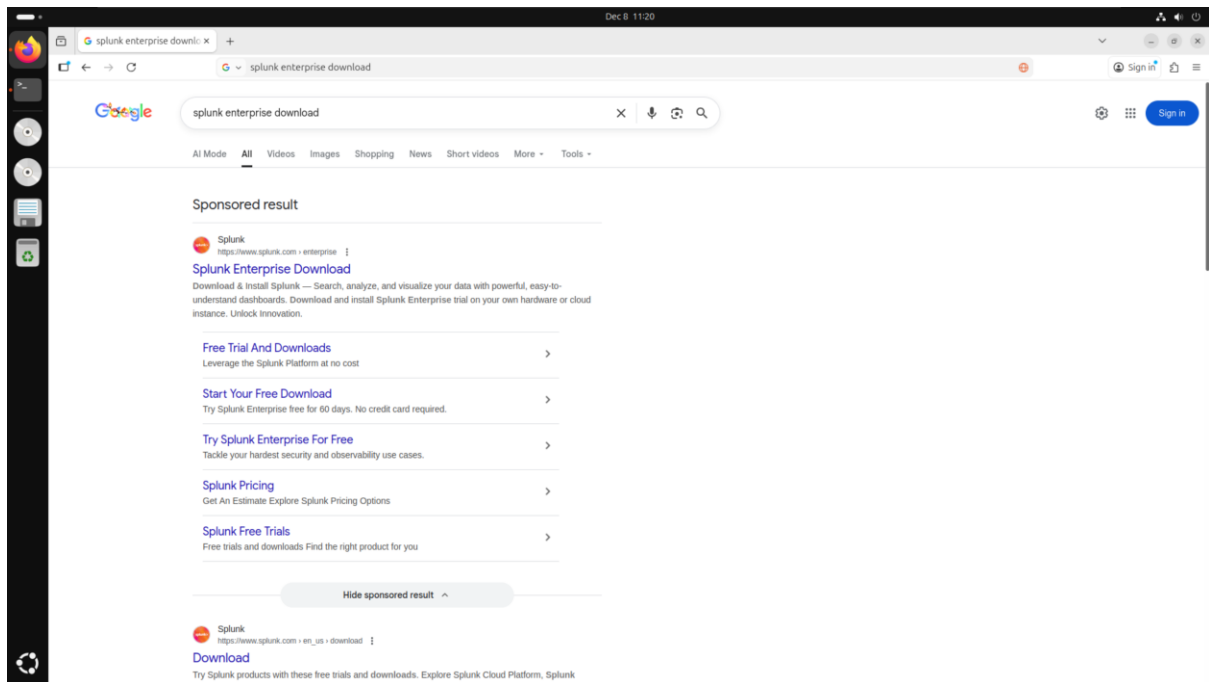 Dec 8 11:20
splunk enterprise downlo
splunk enterprise download
Sign in
Google
splunk enterprise download
Sign in
AI Mode All Videos Images Shopping News Short videos More Tools
Sponsored result
Splunk
https://www.splunk.com › enterprise
Splunk Enterprise Download
Download & Install Splunk — Search, analyze, and visualize your data with powerful, easy-to-
understand dashboards. Download and install Splunk Enterprise trial on your own hardware or cloud
instance. Unlock Innovation.
Free Trial And Downloads
Leverage the Splunk Platform at no cost
Start Your Free Download
Try Splunk Enterprise free for 60 days. No credit card required.
Try Splunk Enterprise For Free
Tackle your hardest security and observability use cases.
Splunk Pricing
Get An Estimate Explore Splunk Pricing Options
Splunk Free Trials
Free trials and downloads Find the right product for you
Hide sponsored result
Splunk
https://www.splunk.com › en_us › download
Download
Try Splunk products with these free trials and downloads. Explore Splunk Cloud Platform, Splunk